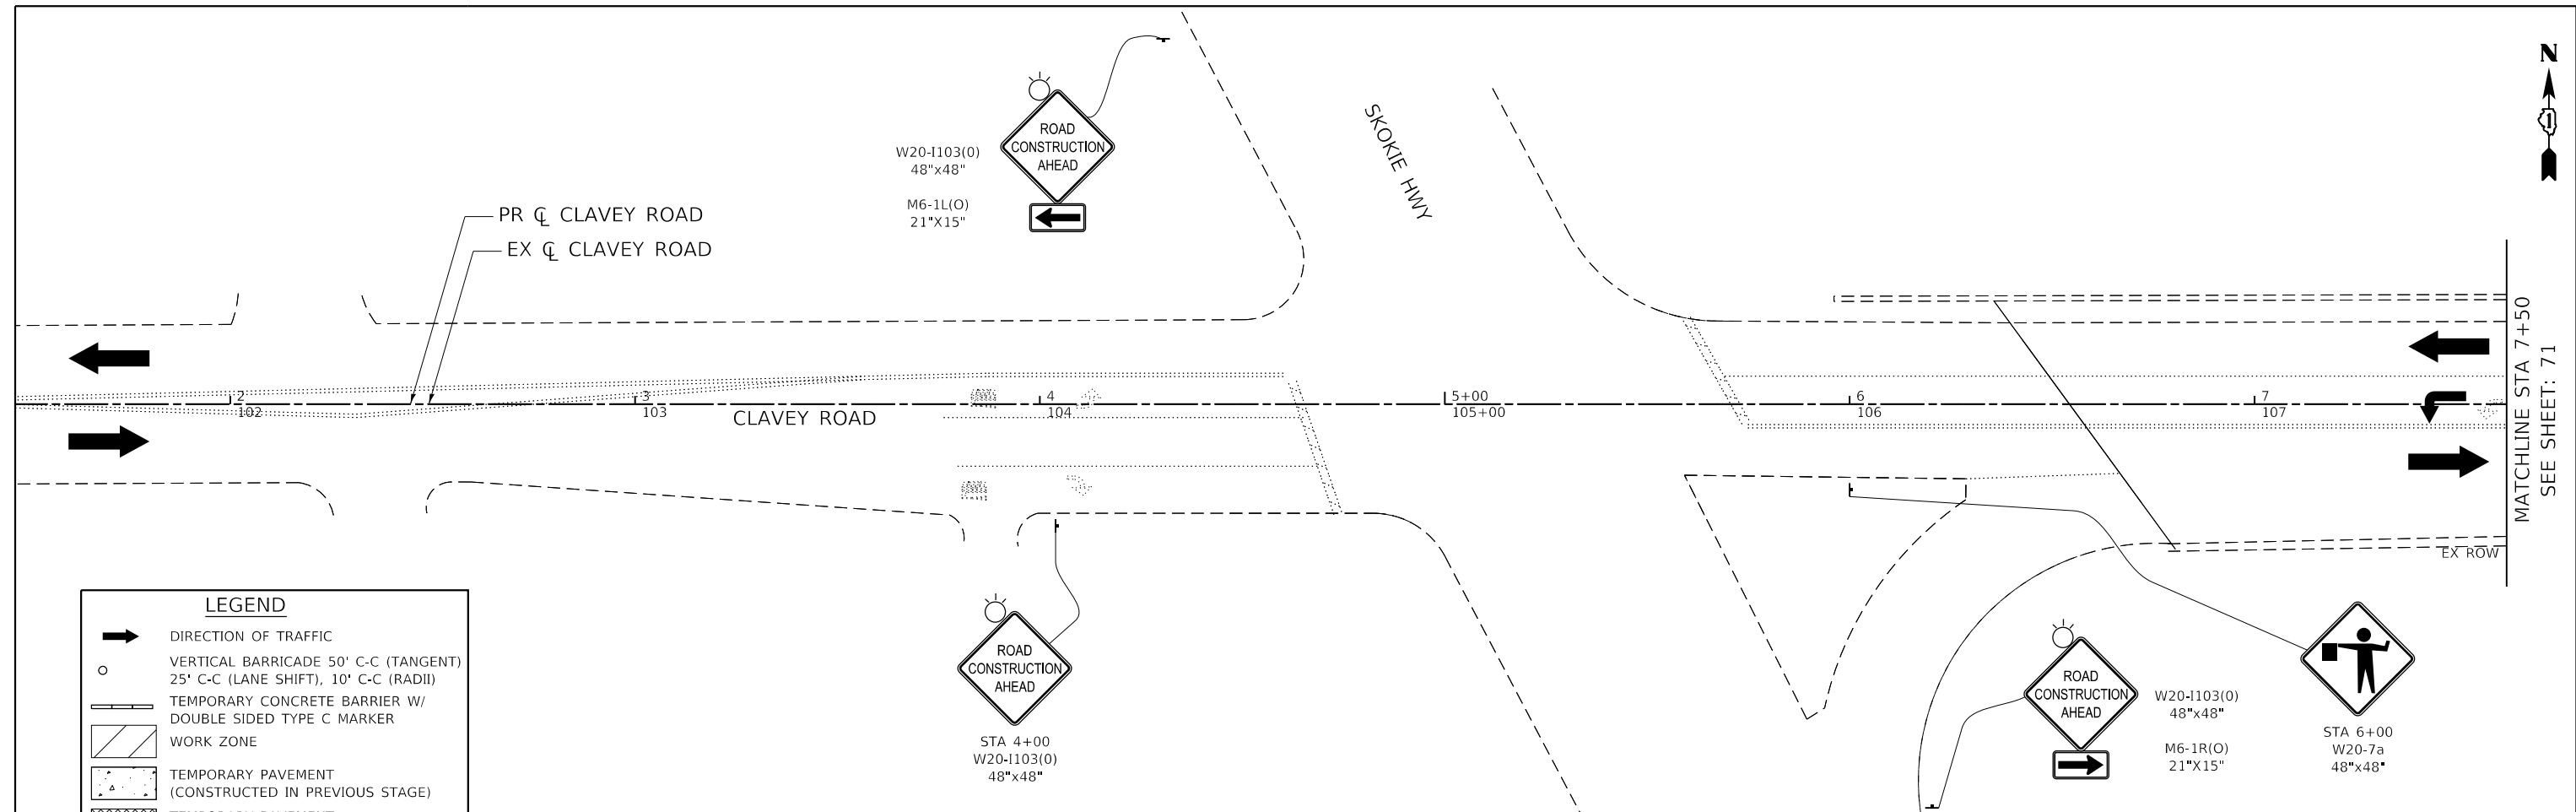 N
1
ROAD
CONSTRUCTION
AHEAD
W20-I103(0)
48"x48"
M6-1L(O)
21"X15"
SKOKIE HWY
PR ℄ CLAVEY ROAD
EX ℄ CLAVEY ROAD
2
102
3
103
CLAVEY ROAD
4
104
5+00
105+00
6
106
7
107
MATCHLINE STA 7+50
SEE SHEET: 71
EX ROW
LEGEND
DIRECTION OF TRAFFIC
VERTICAL BARRICADE 50' C-C (TANGENT)
25' C-C (LANE SHIFT), 10' C-C (RADII)
TEMPORARY CONCRETE BARRIER W/
DOUBLE SIDED TYPE C MARKER
WORK ZONE
TEMPORARY PAVEMENT
(CONSTRUCTED IN PREVIOUS STAGE)
ROAD
CONSTRUCTION
AHEAD
STA 4+00
W20-I103(0)
48"x48"
ROAD
CONSTRUCTION
AHEAD
W20-I103(0)
48"x48"
M6-1R(O)
21"X15"
STA 6+00
W20-7a
48"x48"